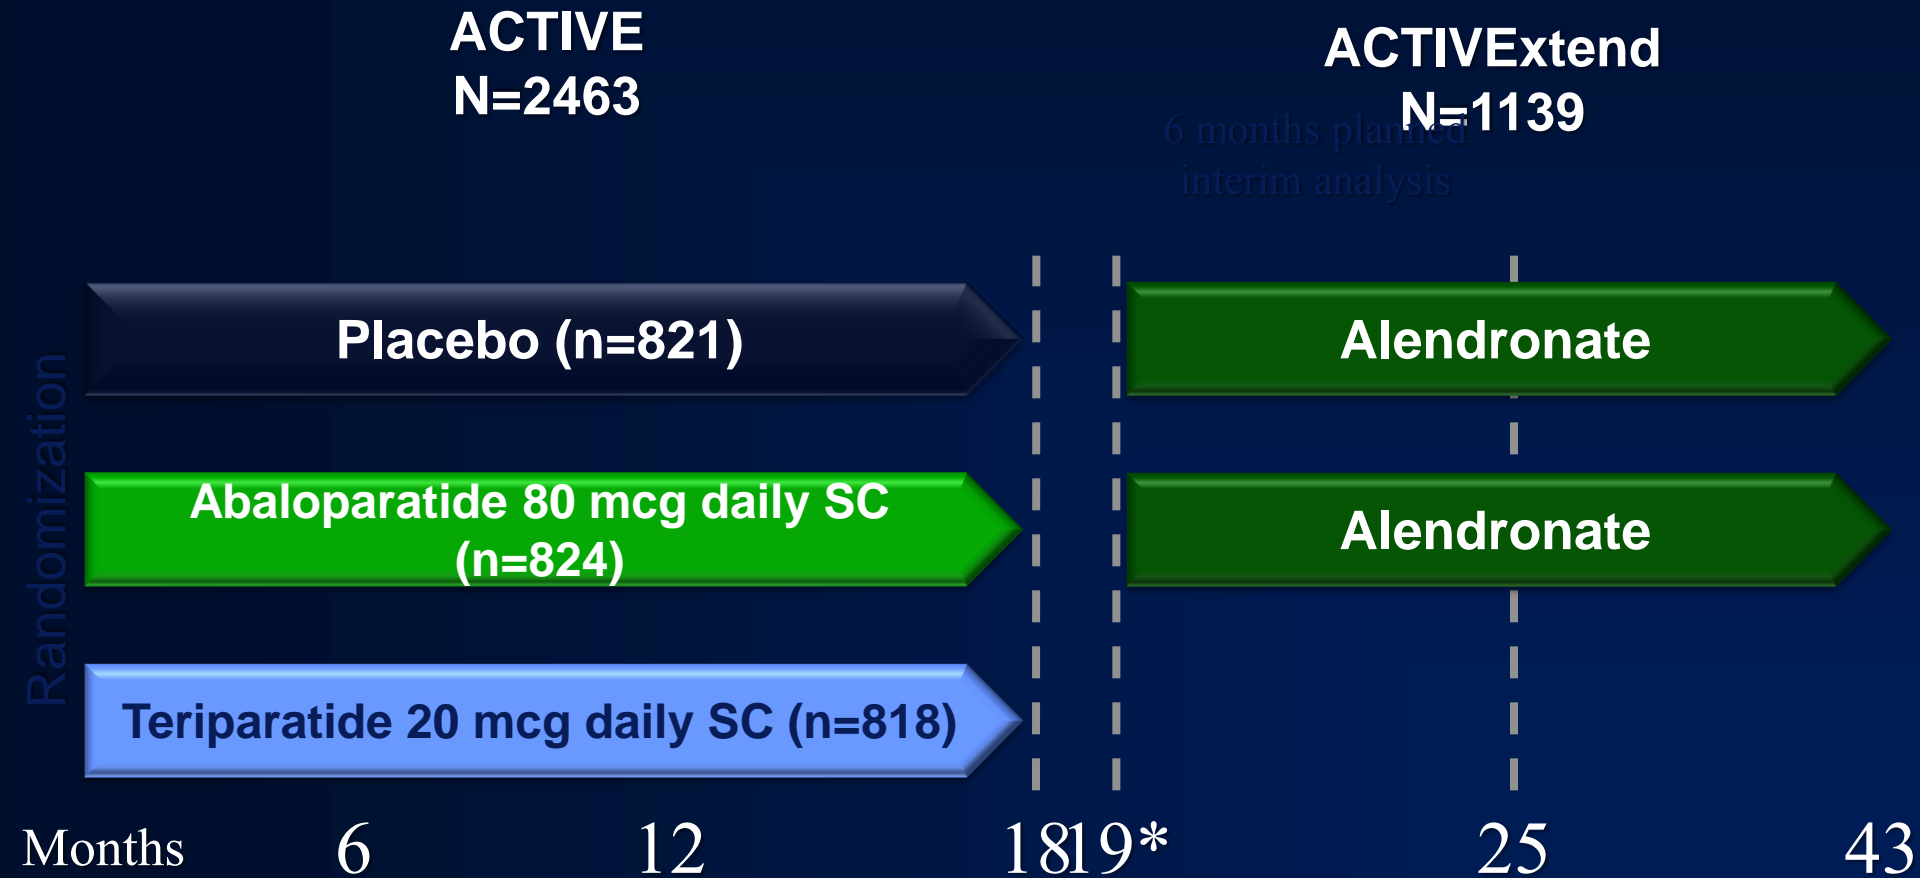 ACTIVE
N=2463
ACTIVExtend
N=1139
6 months planned
interim analysis
Randomization
Placebo (n=821)
Alendronate
Abaloparatide 80 mcg daily SC
(n=824)
Alendronate
Teriparatide 20 mcg daily SC (n=818)
Months 6 12 18 19* 25 43